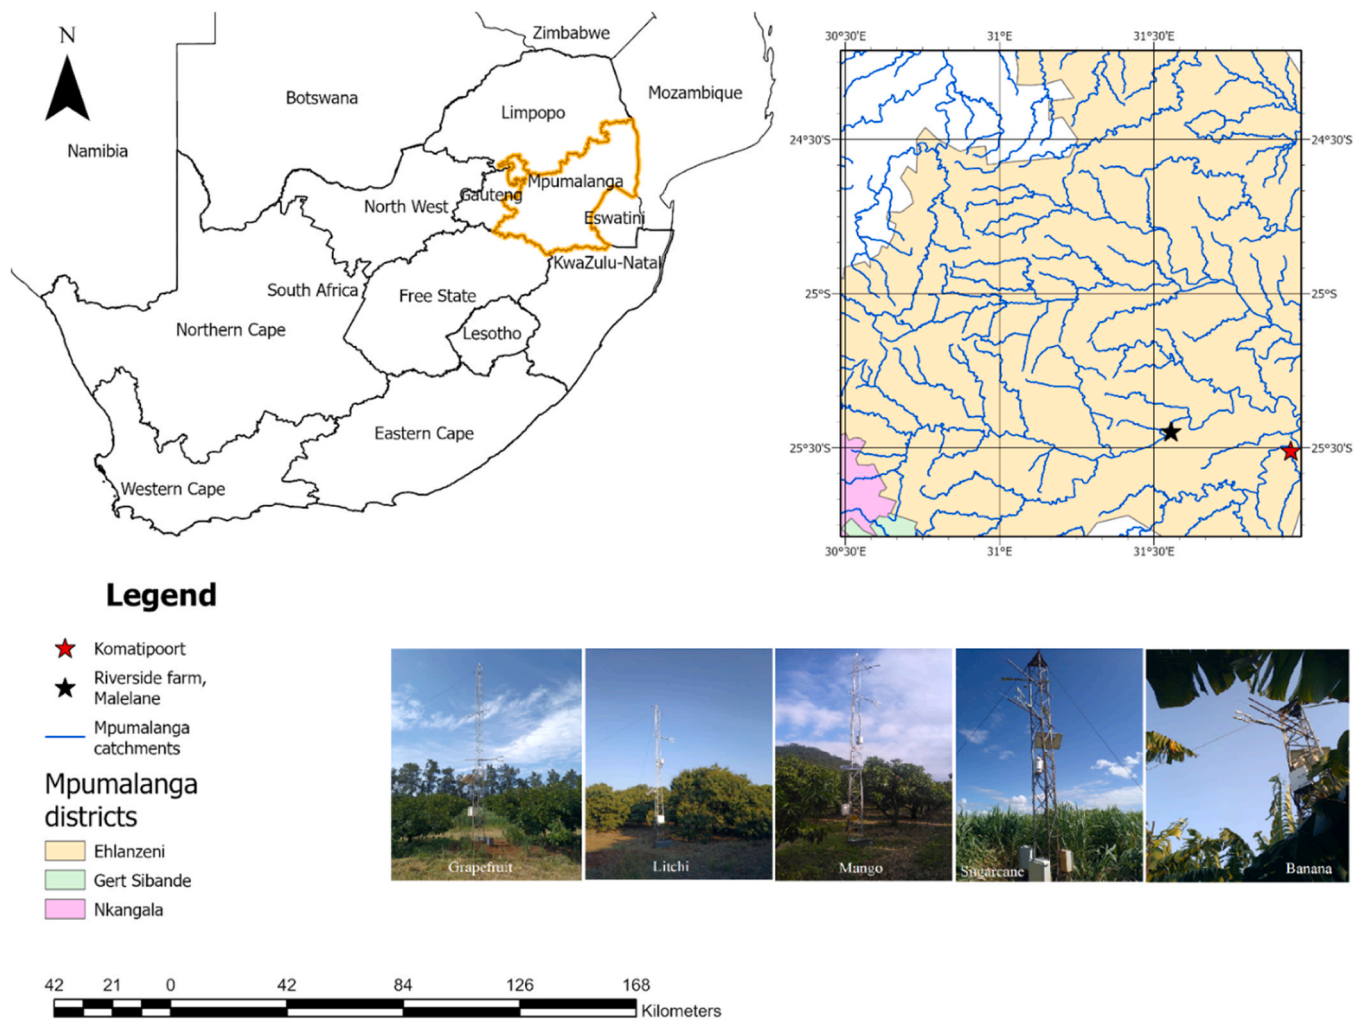 N
Zimbabwe
Botswana
Mozambique
Limpopo
Namibia
Mpumalanga
Gauteng
North West
Eswatini
KwaZulu-Natal
South Africa
Free State
Northern Cape
Lesotho
Eastern Cape
Western Cape
30°30'E 31°E 31°30'E
24°30'S 24°30'S
25°S 25°S
25°30'S 25°30'S
30°30'E 31°E 31°30'E
Legend
Komatipoort
Riverside farm,
Malelane
Mpumalanga
catchments
Mpumalanga
districts
Ehlanzeni
Gert Sibande
Nkangala
Grapefruit
Litchi
Mango
Sugarcane
Banana
42 21 0 42 84 126 168
Kilometers